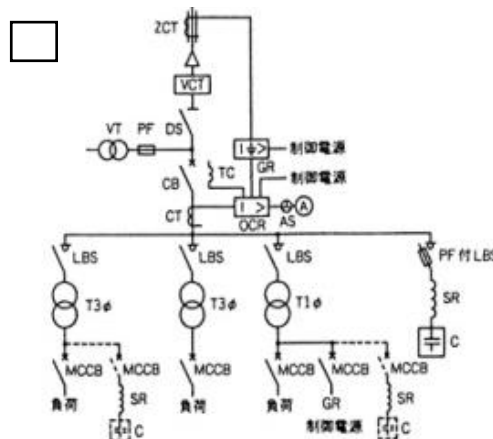 ZCT
VCT
DS
VT
PF
I ⏚ >
制御電源
GR
TC
制御電源
CB
CT
I >
OCR
AS
A
LBS
LBS
LBS
PF付LBS
T3φ
T3φ
T1φ
SR
C
MCCB
MCCB
MCCB
MCCB
MCCB
MCCB
負荷
SR
負荷
負荷
GR
SR
C
制御電源
C